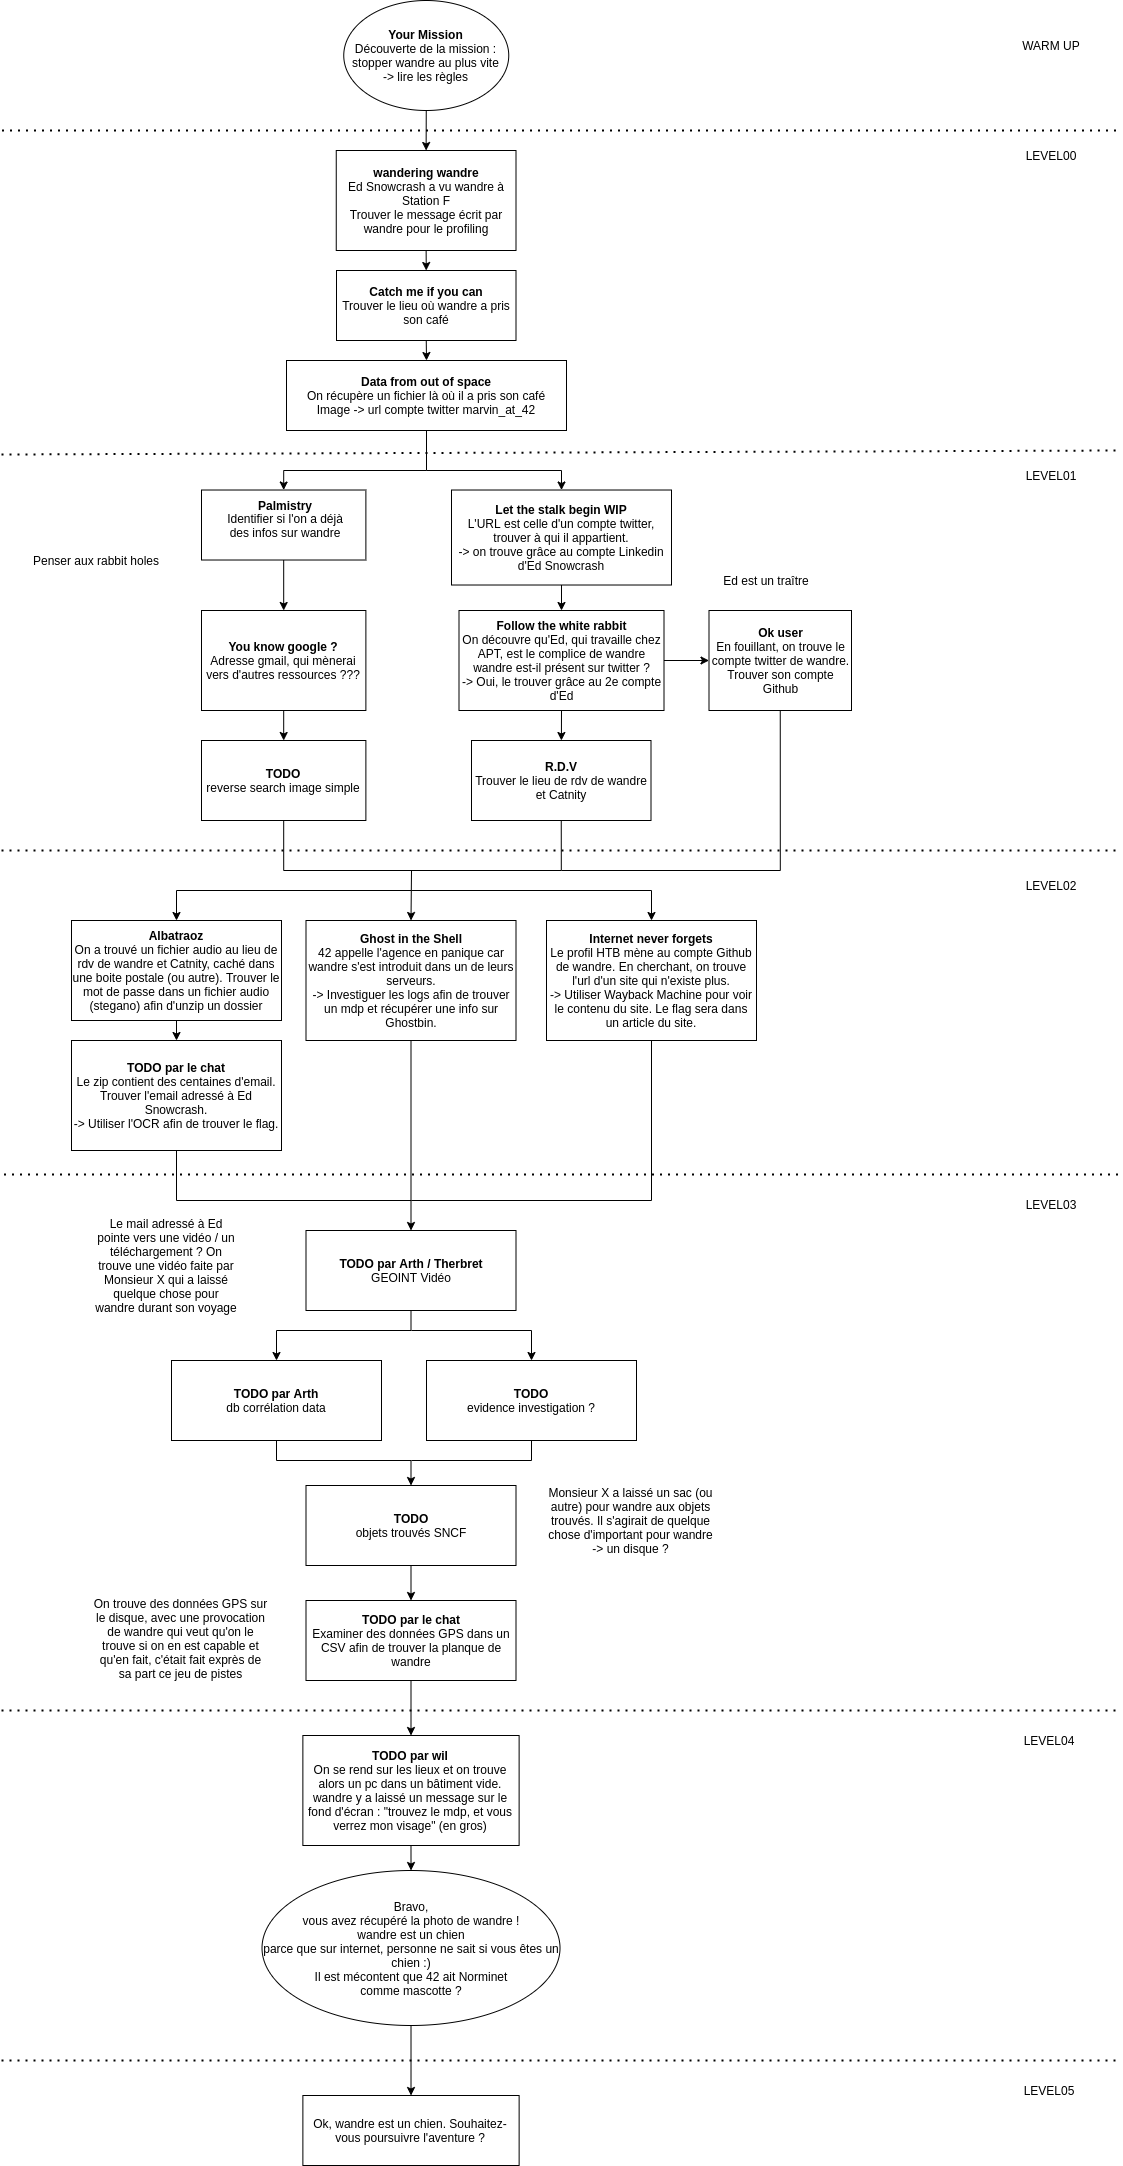 Your Mission
Découverte de la mission :
stopper wandre au plus vite
-> lire les règles
WARM UP
LEVEL00
wandering wandre
Ed Snowcrash a vu wandre à
Station F
Trouver le message écrit par
wandre pour le profiling
Catch me if you can
Trouver le lieu où wandre a pris
son café
Data from out of space
On récupère un fichier là où il a pris son café
Image -> url compte twitter marvin_at_42
LEVEL01
Palmistry
Identifier si l'on a déjà
des infos sur wandre
Let the stalk begin WIP
L'URL est celle d'un compte twitter,
trouver à qui il appartient.
-> on trouve grâce au compte Linkedin
d'Ed Snowcrash
Penser aux rabbit holes
Ed est un traître
You know google ?
Adresse gmail, qui mènerai
vers d'autres ressources ???
Follow the white rabbit
On découvre qu'Ed, qui travaille chez
APT, est le complice de wandre
wandre est-il présent sur twitter ?
-> Oui, le trouver grâce au 2e compte
d'Ed
Ok user
En fouillant, on trouve le
compte twitter de wandre.
Trouver son compte
Github
TODO
reverse search image simple
R.D.V
Trouver le lieu de rdv de wandre
et Catnity
LEVEL02
Albatraoz
On a trouvé un fichier audio au lieu de
rdv de wandre et Catnity, caché dans
une boite postale (ou autre). Trouver le
mot de passe dans un fichier audio
(stegano) afin d'unzip un dossier
Ghost in the Shell
42 appelle l'agence en panique car
wandre s'est introduit dans un de leurs
serveurs.
-> Investiguer les logs afin de trouver
un mdp et récupérer une info sur
Ghostbin.
Internet never forgets
Le profil HTB mène au compte Github
de wandre. En cherchant, on trouve
l'url d'un site qui n'existe plus.
-> Utiliser Wayback Machine pour voir
le contenu du site. Le flag sera dans
un article du site.
TODO par le chat
Le zip contient des centaines d'email.
Trouver l'email adressé à Ed
Snowcrash.
-> Utiliser l'OCR afin de trouver le flag.
LEVEL03
Le mail adressé à Ed
pointe vers une vidéo / un
téléchargement ? On
trouve une vidéo faite par
Monsieur X qui a laissé
quelque chose pour
wandre durant son voyage
TODO par Arth / Therbret
GEOINT Vidéo
TODO par Arth
db corrélation data
TODO
evidence investigation ?
TODO
objets trouvés SNCF
Monsieur X a laissé un sac (ou
autre) pour wandre aux objets
trouvés. Il s'agirait de quelque
chose d'important pour wandre
-> un disque ?
On trouve des données GPS sur
le disque, avec une provocation
de wandre qui veut qu'on le
trouve si on en est capable et
qu'en fait, c'était fait exprès de
sa part ce jeu de pistes
TODO par le chat
Examiner des données GPS dans un
CSV afin de trouver la planque de
wandre
LEVEL04
TODO par wil
On se rend sur les lieux et on trouve
alors un pc dans un bâtiment vide.
wandre y a laissé un message sur le
fond d'écran : "trouvez le mdp, et vous
verrez mon visage" (en gros)
Bravo,
vous avez récupéré la photo de wandre !
wandre est un chien
parce que sur internet, personne ne sait si vous êtes un
chien :)
Il est mécontent que 42 ait Norminet
comme mascotte ?
LEVEL05
Ok, wandre est un chien. Souhaitez-
vous poursuivre l'aventure ?